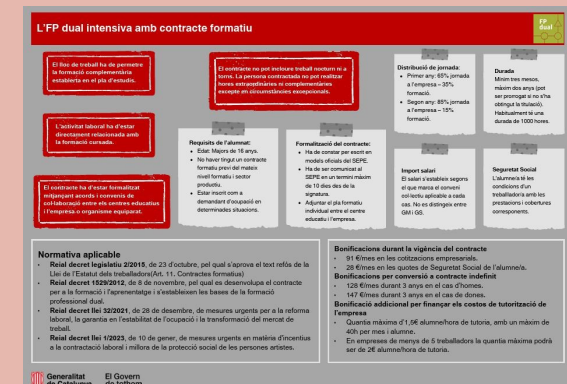 L'FP dual intensiva amb contracte formatiu
FP
dual
El lloc de treball ha de permetre
la formació complementària
establerta en el pla d'estudis.
L'activitat laboral ha d'estar
directament relacionada amb
la formació cursada.
El contracte ha d'estar formalitzat
mitjançant acords i convenis de
col·laboració entre els centres educatius
i l'empresa o organisme equiparat.
El contracte no pot incloure treball nocturn ni a
torns. La persona contractada no pot realitzar
hores extraordinàries ni complementàries
excepte en circumstàncies excepcionals.
Requisits de l'alumnat:
• Edat: Majors de 16 anys.
• No haver tingut un contracte
formatiu previ del mateix
nivell formatiu i sector
productiu.
• Estar inscrit com a
demandant d'ocupació en
determinades situacions.
Formalització del contracte:
• Ha de constar per escrit en
models oficials del SEPE.
• Ha de ser comunicat al
SEPE en un termini màxim
de 10 dies des de la
signatura.
• Adjuntar el pla formatiu
individual entre el centre
educatiu i l'empresa.
Distribució de jornada:
• Primer any: 65% jornada
a l'empresa – 35%
formació.
• Segon any: 85% jornada
a l'empresa – 15%
formació.
Durada
Mínim tres mesos,
màxim dos anys (pot
ser prorrogat si no s'ha
obtingut la titulació).
Habitualment té una
durada de 1000 hores.
Import salari
El salari s'estableix segons
el que marca el conveni
col·lectiu aplicable a cada
cas. No es distingeix entre
GM i GS.
Seguretat Social
L'alumne/a té les
condicions d'un
treballador/a amb les
prestacions i cobertures
corresponents.
Normativa aplicable
• Reial decret legislatiu 2/2015, de 23 d'octubre, pel qual s'aprova el text refós de la
Llei de l'Estatut dels treballadors(Art. 11. Contractes formatius)
• Reial decret 1529/2012, de 8 de novembre, pel qual es desenvolupa el contracte
per a la formació i l'aprenentatge i s'estableixen les bases de la formació
professional dual.
• Reial decret llei 32/2021, de 28 de desembre, de mesures urgents per a la reforma
laboral, la garantia en l'estabilitat de l'ocupació i la transformació del mercat de
treball.
• Reial decret llei 1/2023, de 10 de gener, de mesures urgents en matèria d'incentius
a la contractació laboral i millora de la protecció social de les persones artistes.
Bonificacions durant la vigència del contracte
• 91 €/mes en les cotizacions empresarials.
• 28 €/mes en les quotes de Seguretat Social de l'alumne/a.
Bonificacions per conversió a contracte indefinit
• 128 €/mes durant 3 anys en el cas d'homes.
• 147 €/mes durant 3 anys en el cas de dones.
Bonificació addicional per finançar els costes de tutorització de
l'empresa
• Quantia màxima d'1,5€ alumne/hora de tutoria, amb un màxim de
40h per mes i alumne.
• En empreses de menys de 5 treballadors la quantia màxima podrà
ser de 2€ alumne/hora de tutoria.
Generalitat
de Catalunya
El Govern
de tothom